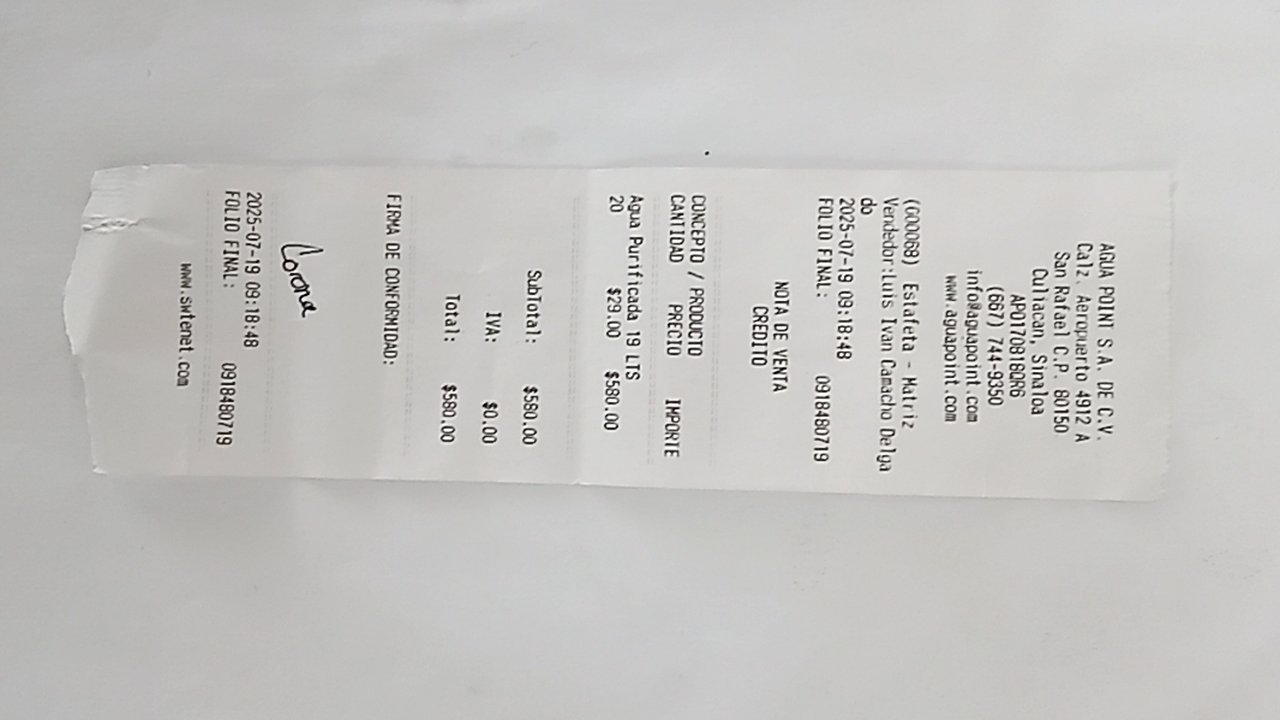 AGUA POINT S.A. DE C.V.
Calz. Aeropuerto 4912 A
San Rafael C.P. 80150
Culiacan, Sinaloa
APO170818QR6
(667) 744-9350
info@aguapoint.com
www.aguapoint.com
(000068) Estafeta - Matriz
Vendedor:Luis Ivan Camacho Delga
do
2025-07-19 09:18:48
FOLIO FINAL: 0918480719
NOTA DE VENTA
CREDITO
CONCEPTO / PRODUCTO
CANTIDAD PRECIO IMPORTE
Agua Purificada 19 LTS
20 $29.00 $580.00
SubTotal: $580.00
IVA: $0.00
Total: $580.00
FIRMA DE CONFORMIDAD:
Corona
2025-07-19 09:18:48
FOLIO FINAL: 0918480719
www.swtenet.com